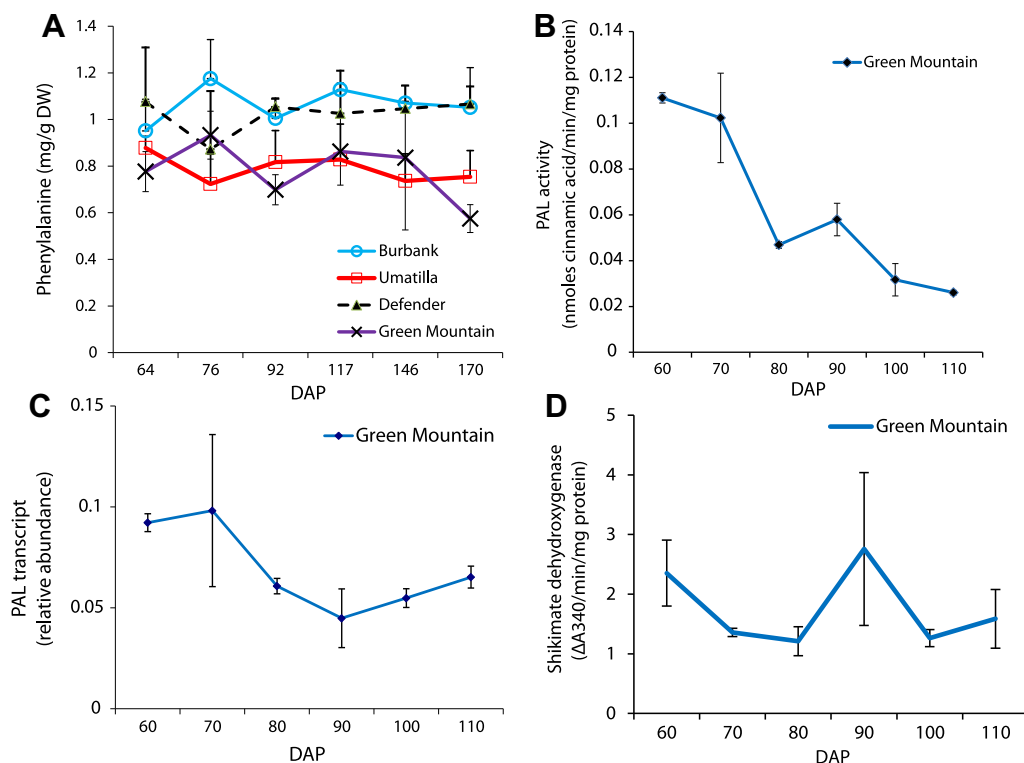 A
Phenylalanine (mg/g DW)
1.4
1.2
1
0.8
0.6
0.4
0.2
0
Burbank
Umatilla
Defender
Green Mountain
64 76 92 117 146 170
DAP
B
PAL activity
(nmoles cinnamic acid/min/mg protein)
0.14
0.12
0.1
0.08
0.06
0.04
0.02
0
Green Mountain
60 70 80 90 100 110
DAP
C
PAL transcript
(relative abundance)
0.15
0.1
0.05
0
Green Mountain
60 70 80 90 100 110
DAP
D
Shikimate dehydroxygenase
(ΔA340/min/mg protein)
5
4
3
2
1
0
Green Mountain
60 70 80 90 100 110
DAP